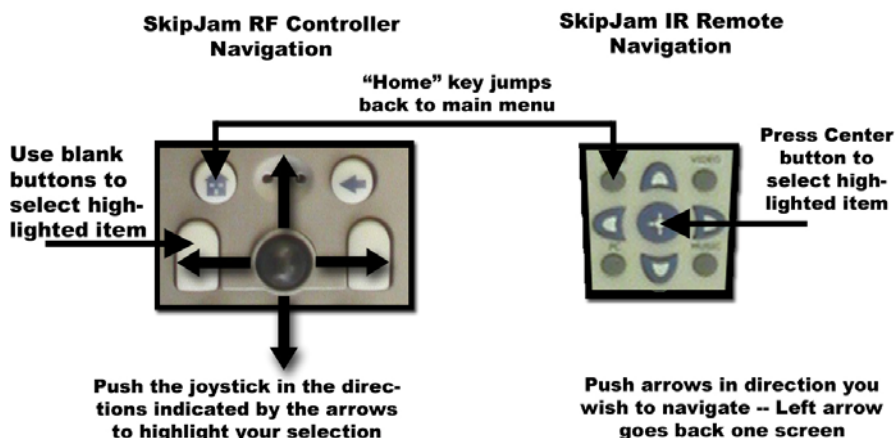 SkipJam RF Controller
Navigation
SkipJam IR Remote
Navigation
“Home” key jumps
back to main menu
Use blank
buttons to
select high-
lighted item
Press Center
button to
select high-
lighted item
VIDEO
PC
MUSIC
Push the joystick in the direc-
tions indicated by the arrows
to highlight your selection
Push arrows in direction you
wish to navigate -- Left arrow
goes back one screen